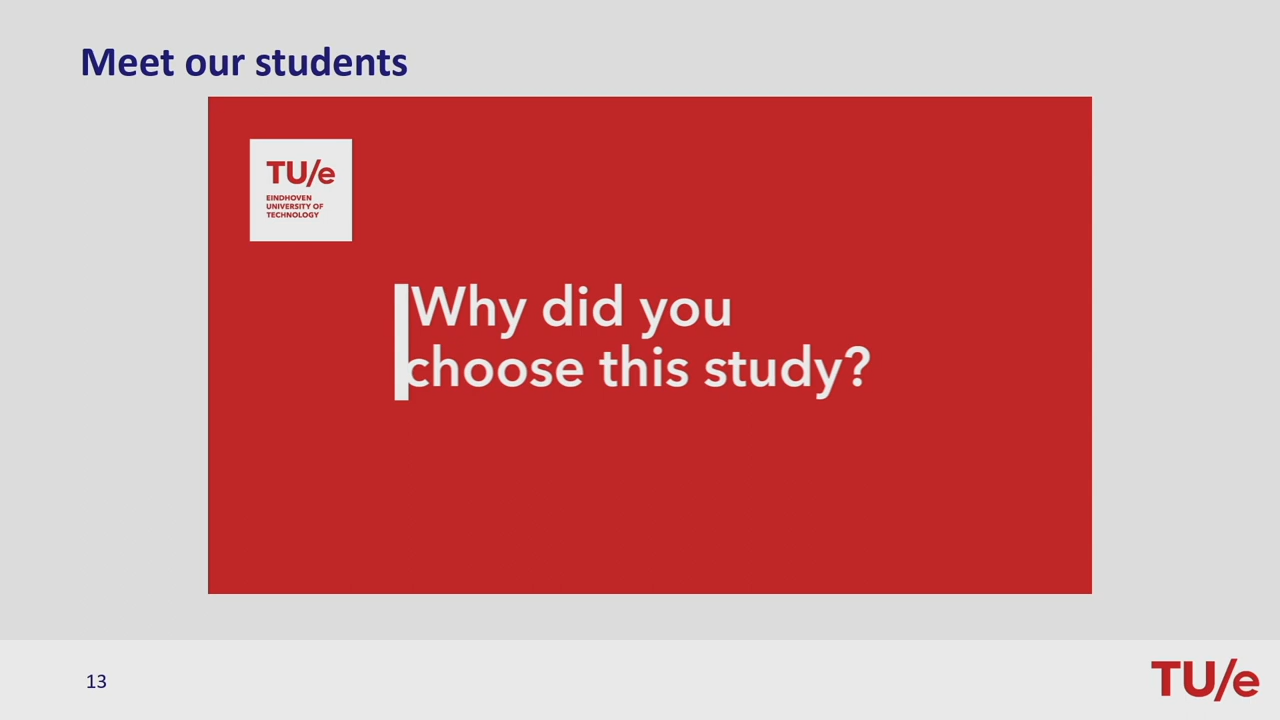 Meet our students
TU/e
EINDHOVEN
UNIVERSITY OF
TECHNOLOGY
Why did you
choose this study?
13
TU/e